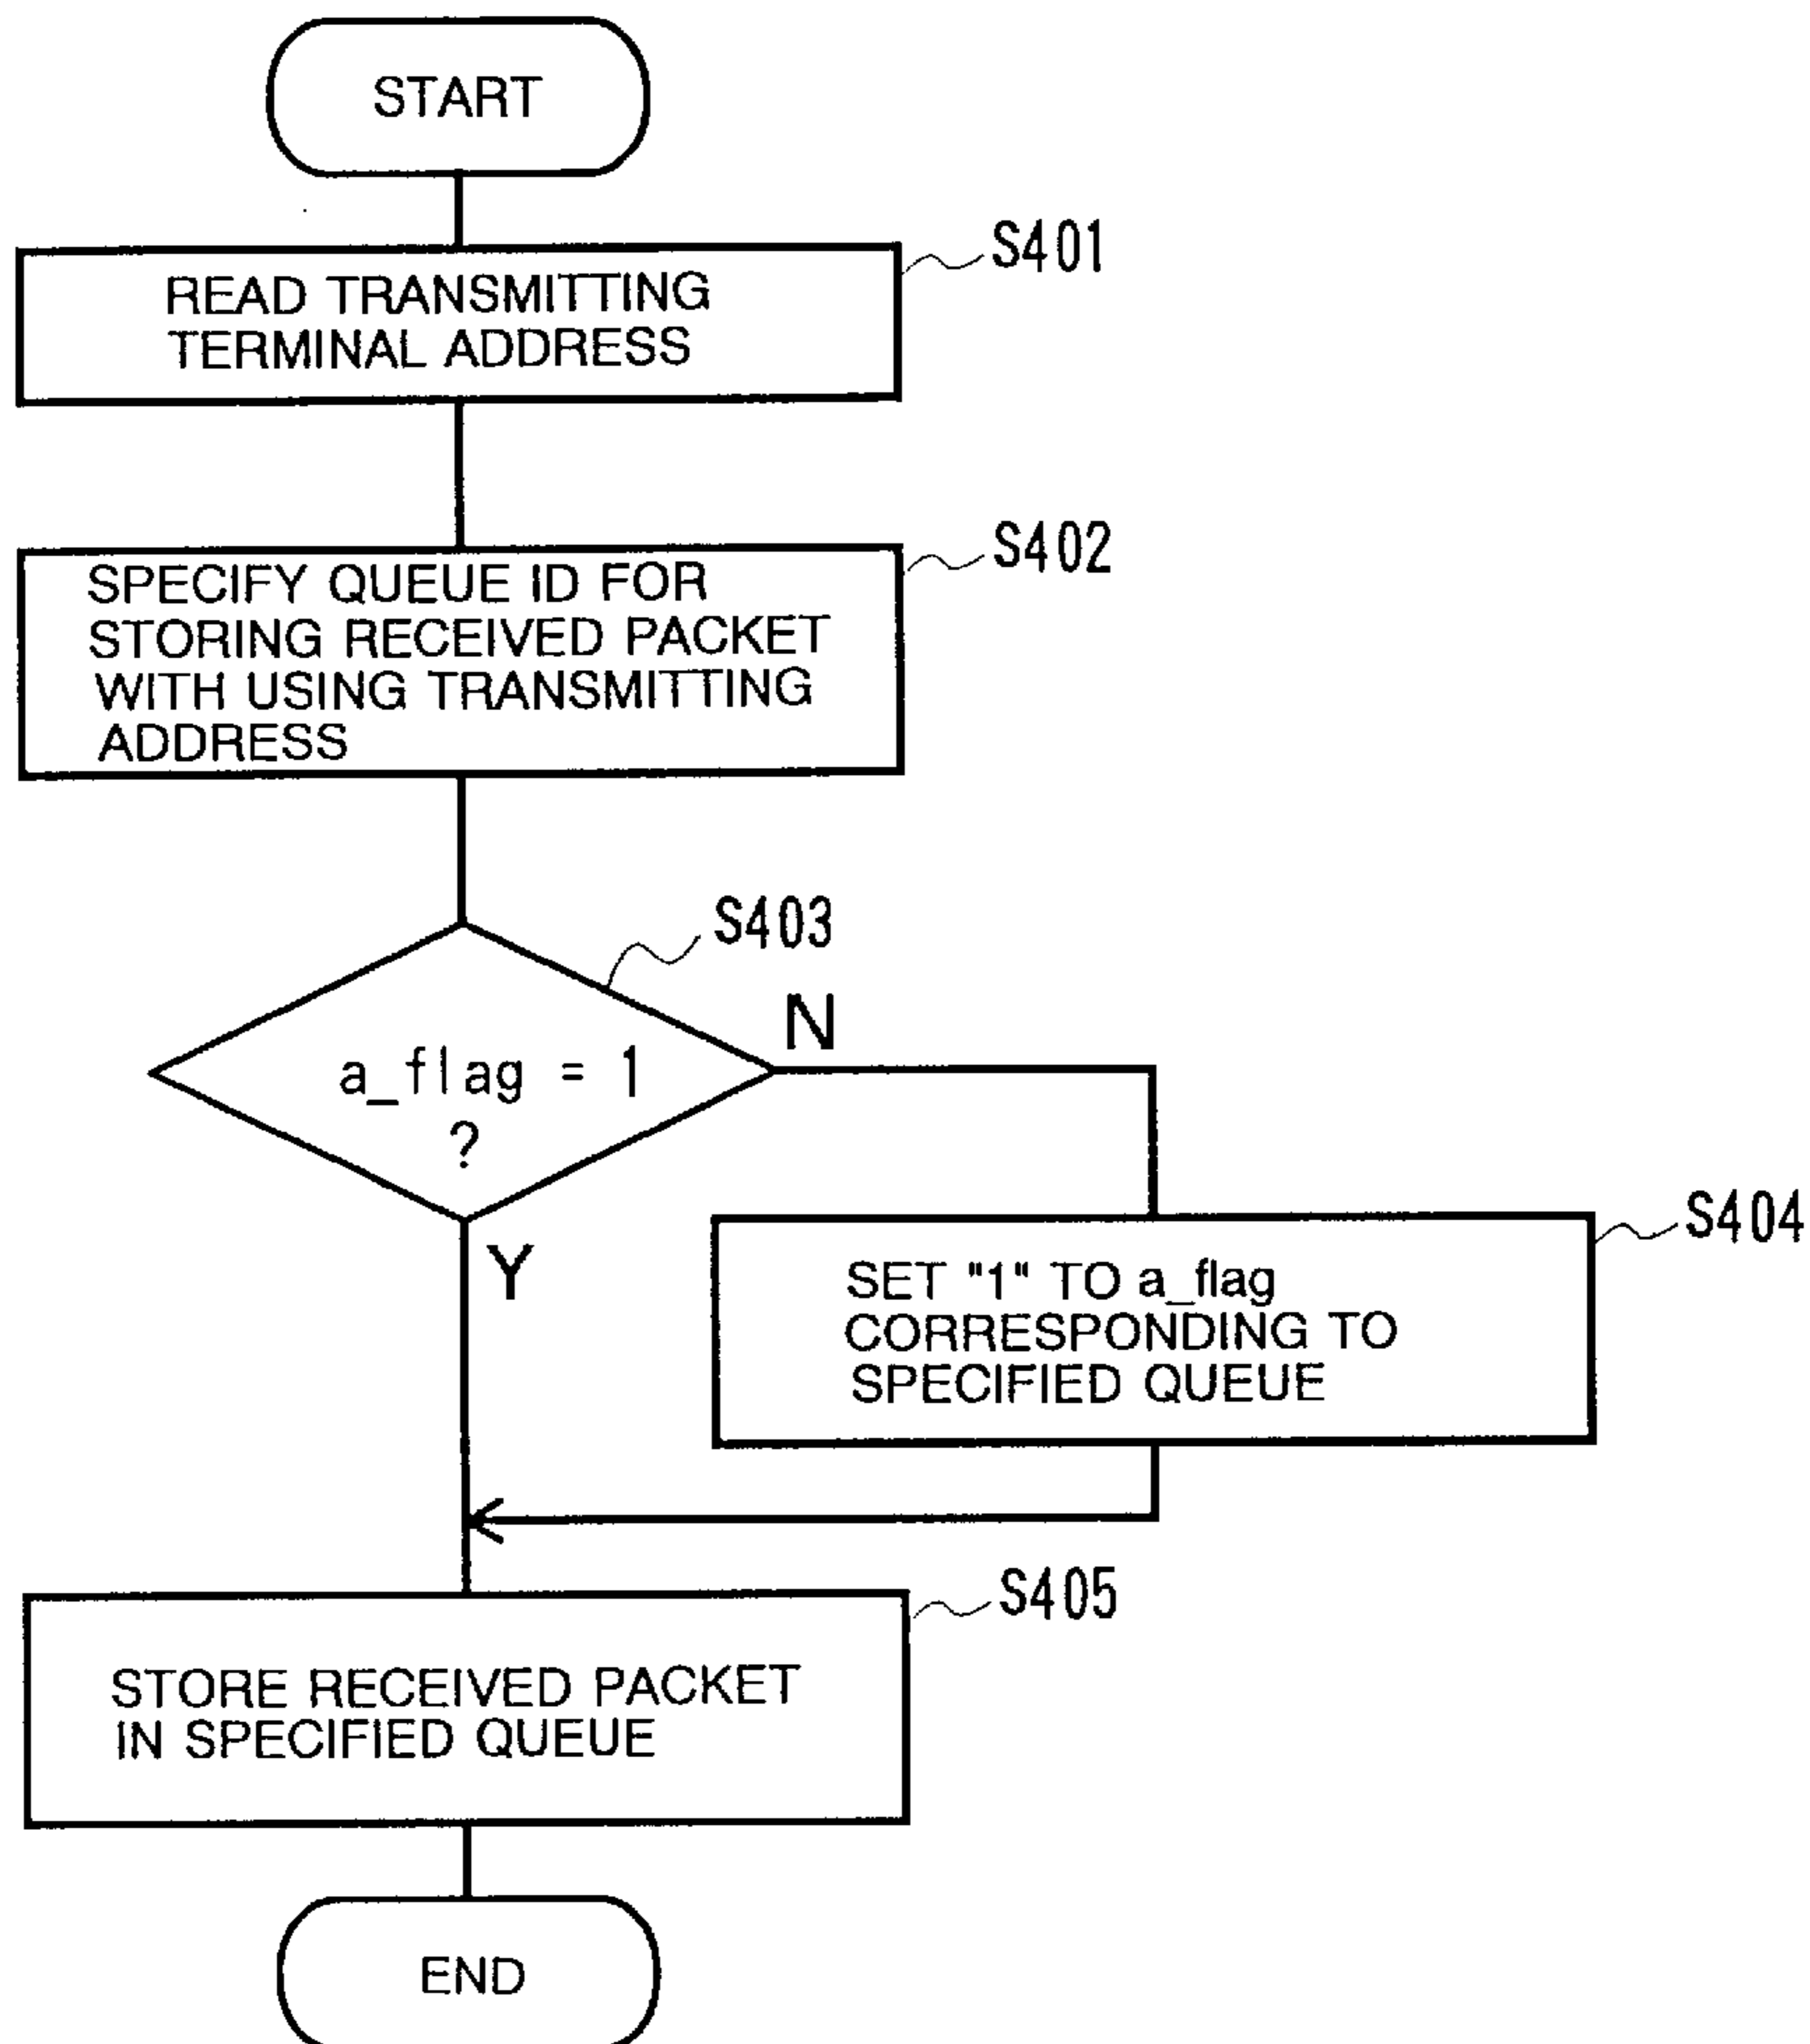 START
S401
READ TRANSMITTING
TERMINAL ADDRESS
S402
SPECIFY QUEUE ID FOR
STORING RECEIVED PACKET
WITH USING TRANSMITTING
ADDRESS
S403
N
a_flag = 1
?
Y
S404
SET "1" TO a_flag
CORRESPONDING TO
SPECIFIED QUEUE
S405
STORE RECEIVED PACKET
IN SPECIFIED QUEUE
END